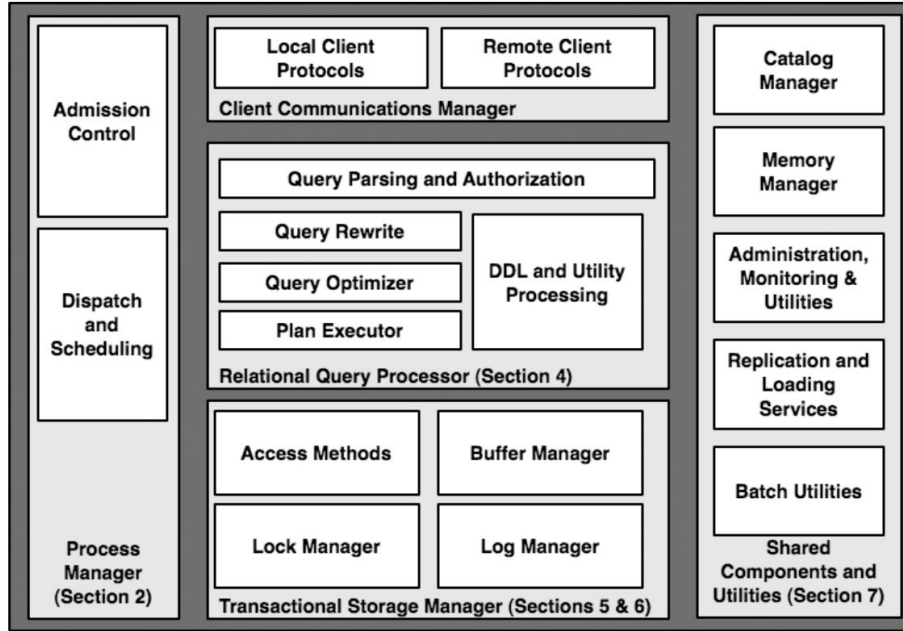 Admission
Control
Dispatch
and
Scheduling
Process
Manager
(Section 2)
Local Client
Protocols
Remote Client
Protocols
Client Communications Manager
Query Parsing and Authorization
Query Rewrite
Query Optimizer
Plan Executor
DDL and Utility
Processing
Relational Query Processor (Section 4)
Access Methods
Buffer Manager
Lock Manager
Log Manager
Transactional Storage Manager (Sections 5 & 6)
Catalog
Manager
Memory
Manager
Administration,
Monitoring &
Utilities
Replication and
Loading
Services
Batch Utilities
Shared
Components and
Utilities (Section 7)